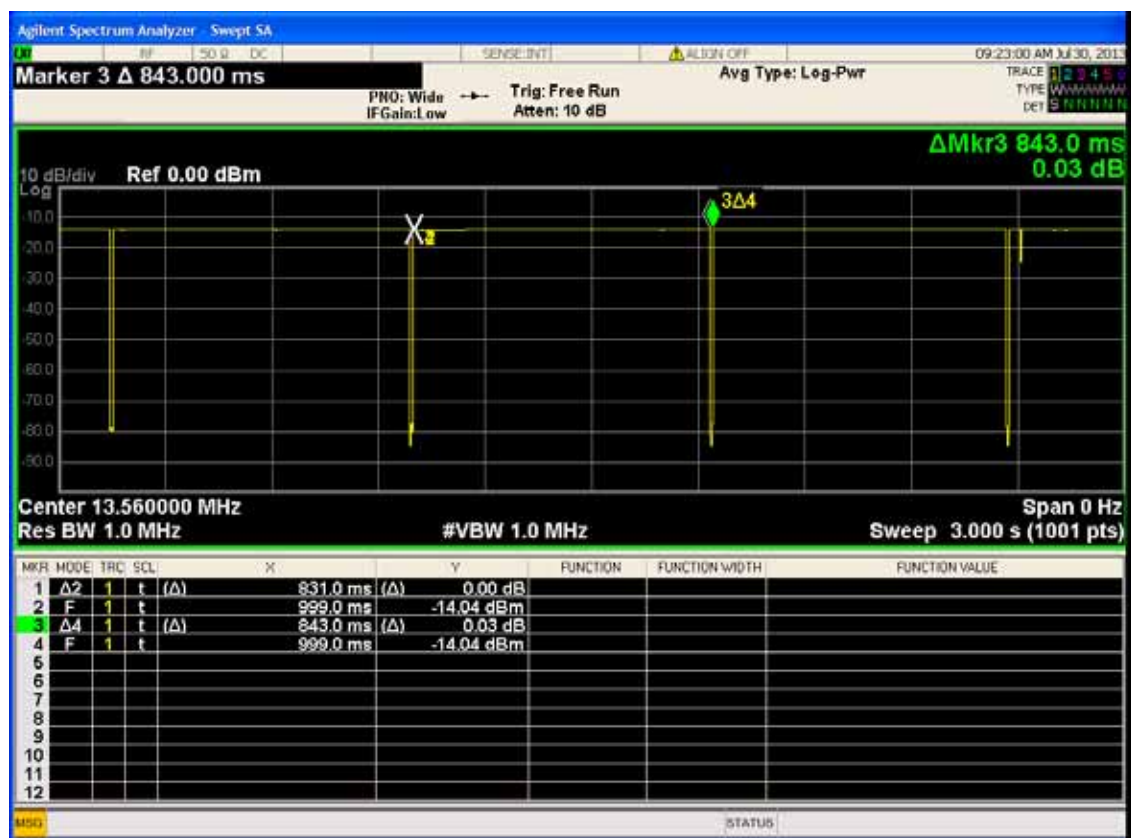 Agilent Spectrum Analyzer - Swept SA
RF 50 Ω DC SENSE:INT ALIGN OFF 09:23:00 AM Jul 30, 2013
Marker 3 Δ 843.000 ms
PNO: Wide
IFGain:Low
Trig: Free Run
Atten: 10 dB
Avg Type: Log-Pwr
TRACE 1 2 3 4 5 6
TYPE W
DET S N N N N N
ΔMkr3 843.0 ms
0.03 dB
10 dB/div Ref 0.00 dBm
Log
-10.0
-20.0
-30.0
-40.0
-50.0
-60.0
-70.0
-80.0
-90.0
X 2
3Δ4
Center 13.560000 MHz Span 0 Hz
Res BW 1.0 MHz #VBW 1.0 MHz Sweep 3.000 s (1001 pts)
MKR MODE TRC SCL X Y FUNCTION FUNCTION WIDTH FUNCTION VALUE
1 Δ2 1 t (Δ) 831.0 ms (Δ) 0.00 dB
2 F 1 t 999.0 ms -14.04 dBm
3 Δ4 1 t (Δ) 843.0 ms (Δ) 0.03 dB
4 F 1 t 999.0 ms -14.04 dBm
5
6
7
8
9
10
11
12
MSG STATUS